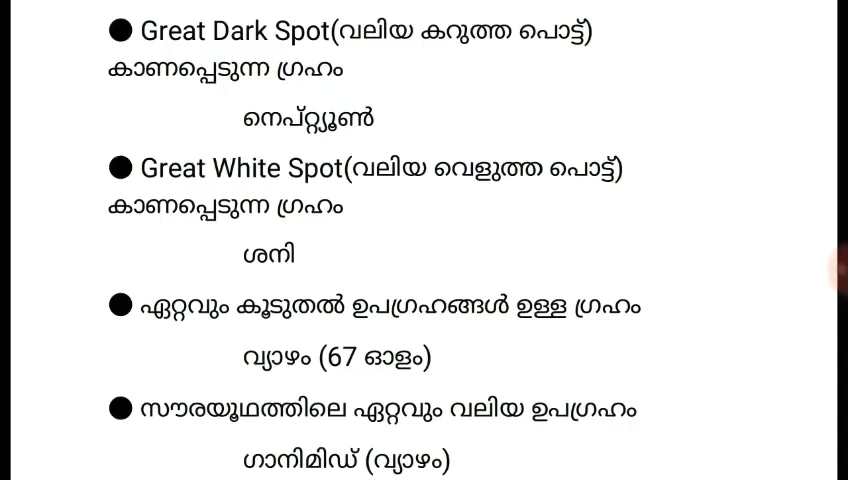 ● Great Dark Spot(വലിയ കറുത്ത പൊട്ട്)
കാണപ്പെടുന്ന ഗ്രഹം
നെപ്റ്റ്യൂൺ
● Great White Spot(വലിയ വെളുത്ത പൊട്ട്)
കാണപ്പെടുന്ന ഗ്രഹം
ശനി
● ഏറ്റവും കൂടുതൽ ഉപഗ്രഹങ്ങൾ ഉള്ള ഗ്രഹം
വ്യാഴം (67 ഓളം)
● സൗരയൂഥത്തിലെ ഏറ്റവും വലിയ ഉപഗ്രഹം
ഗാനിമിഡ് (വ്യാഴം)